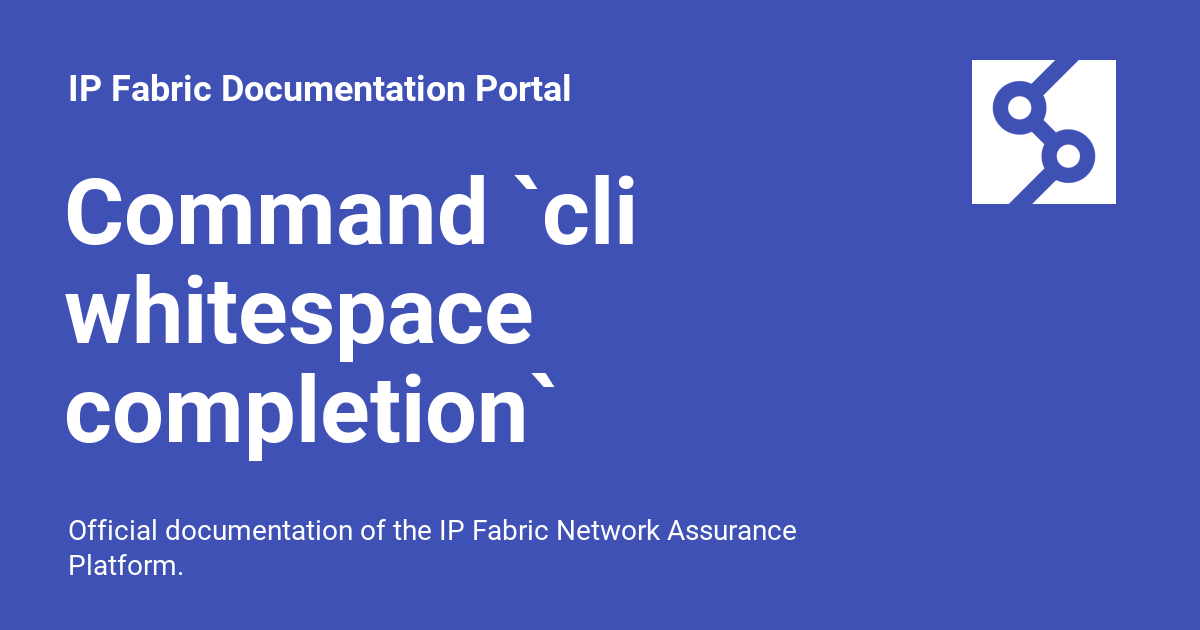 IP Fabric Documentation Portal
Command `cli
whitespace
completion`
Official documentation of the IP Fabric Network Assurance
Platform.